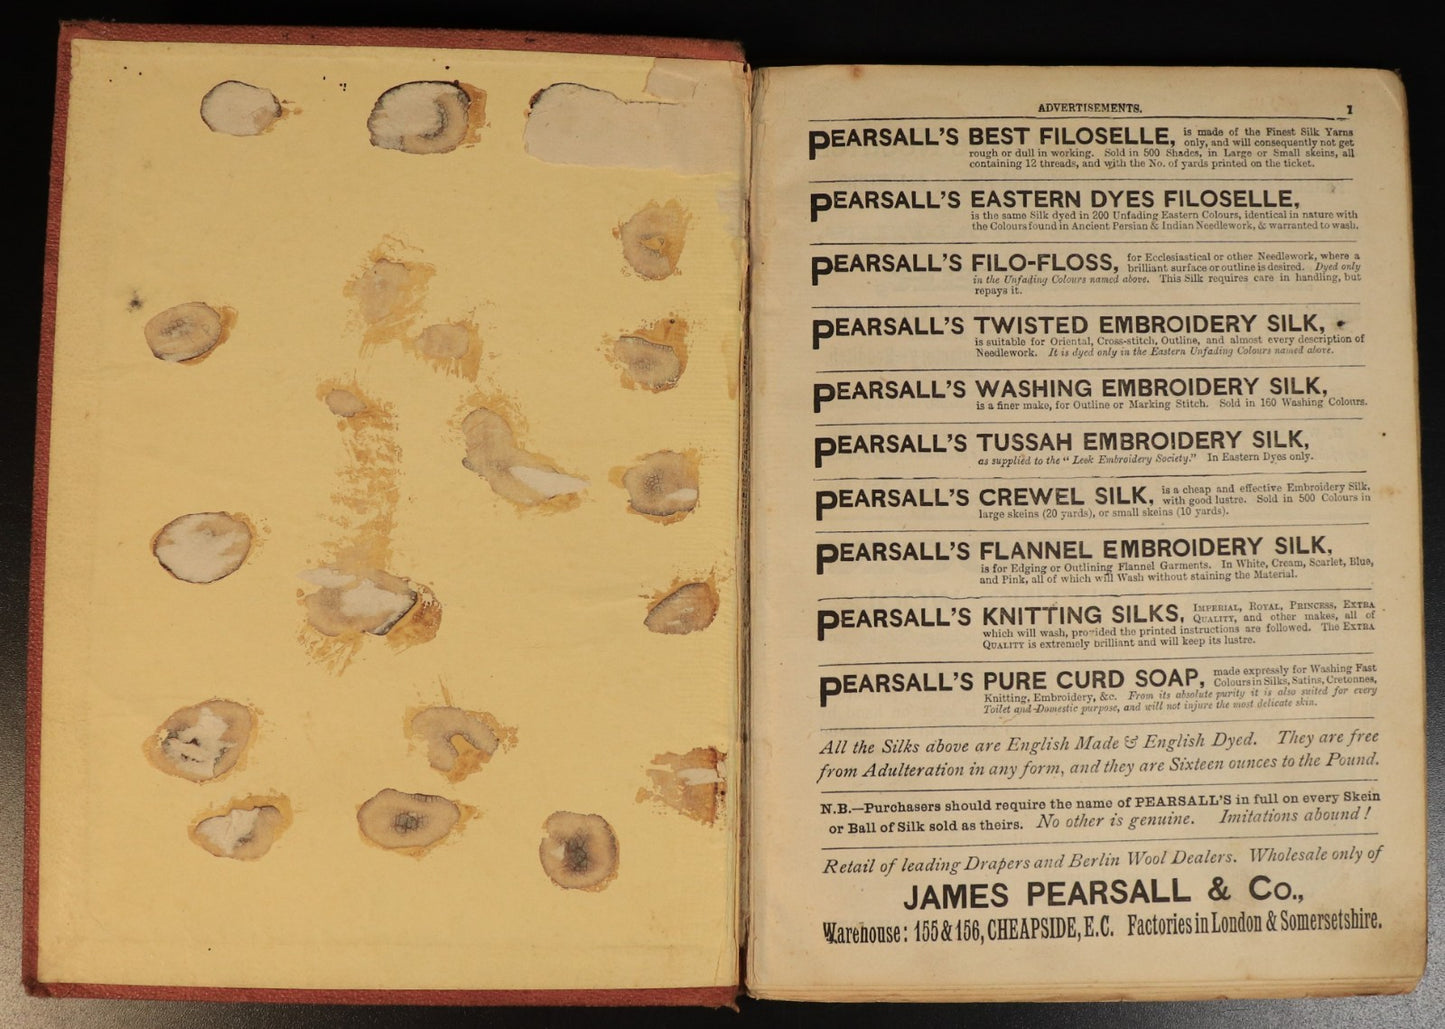 ADVERTISEMENTS. 1
PEARSALL'S BEST FILOSELLE, is made of the Finest Silk Yarns
only, and will consequently not get
rough or dull in working. Sold in 500 Shades, in Large or Small skeins, all
containing 12 threads, and with the No. of yards printed on the ticket.
PEARSALL'S EASTERN DYES FILOSELLE,
is the same Silk dyed in 200 Unfading Eastern Colours, identical in nature with
the Colours found in Ancient Persian & Indian Needlework, & warranted to wash.
PEARSALL'S FILO-FLOSS, for Ecclesiastical or other Needlework, where a
brilliant surface or outline is desired. Dyed only
in the Unfading Colours named above. This Silk requires care in handling, but
repays it.
PEARSALL'S TWISTED EMBROIDERY SILK,
is suitable for Oriental, Cross-stitch, Outline, and almost every description of
Needlework. It is dyed only in the Eastern Unfading Colours named above.
PEARSALL'S WASHING EMBROIDERY SILK,
is a finer make, for Outline or Marking Stitch. Sold in 160 Washing Colours.
PEARSALL'S TUSSAH EMBROIDERY SILK,
as supplied to the "Leek Embroidery Society." In Eastern Dyes only.
PEARSALL'S CREWEL SILK, is a cheap and effective Embroidery Silk,
with good lustre. Sold in 500 Colours in
large skeins (20 yards), or small skeins (10 yards).
PEARSALL'S FLANNEL EMBROIDERY SILK,
is for Edging or Outlining Flannel Garments. In White, Cream, Scarlet, Blue,
and Pink, all of which will Wash without staining the Material.
PEARSALL'S KNITTING SILKS, IMPERIAL, ROYAL, PRINCESS, EXTRA
QUALITY, and other makes, all of
which will wash, provided the printed instructions are followed. The EXTRA
QUALITY is extremely brilliant and will keep its lustre.
PEARSALL'S PURE CURD SOAP, made expressly for Washing Fast
Colours in Silks, Satins, Cretonnes,
Knitting, Embroidery, &c. From its absolute purity it is also suited for every
Toilet and Domestic purpose, and will not injure the most delicate skin.
All the Silks above are English Made & English Dyed. They are free
from Adulteration in any form, and they are Sixteen ounces to the Pound.
N.B.—Purchasers should require the name of PEARSALL'S in full on every Skein
or Ball of Silk sold as theirs. No other is genuine. Imitations abound!
Retail of leading Drapers and Berlin Wool Dealers. Wholesale only of
JAMES PEARSALL & Co.,
Warehouse: 155 & 156, CHEAPSIDE, E.C. Factories in London & Somersetshire.